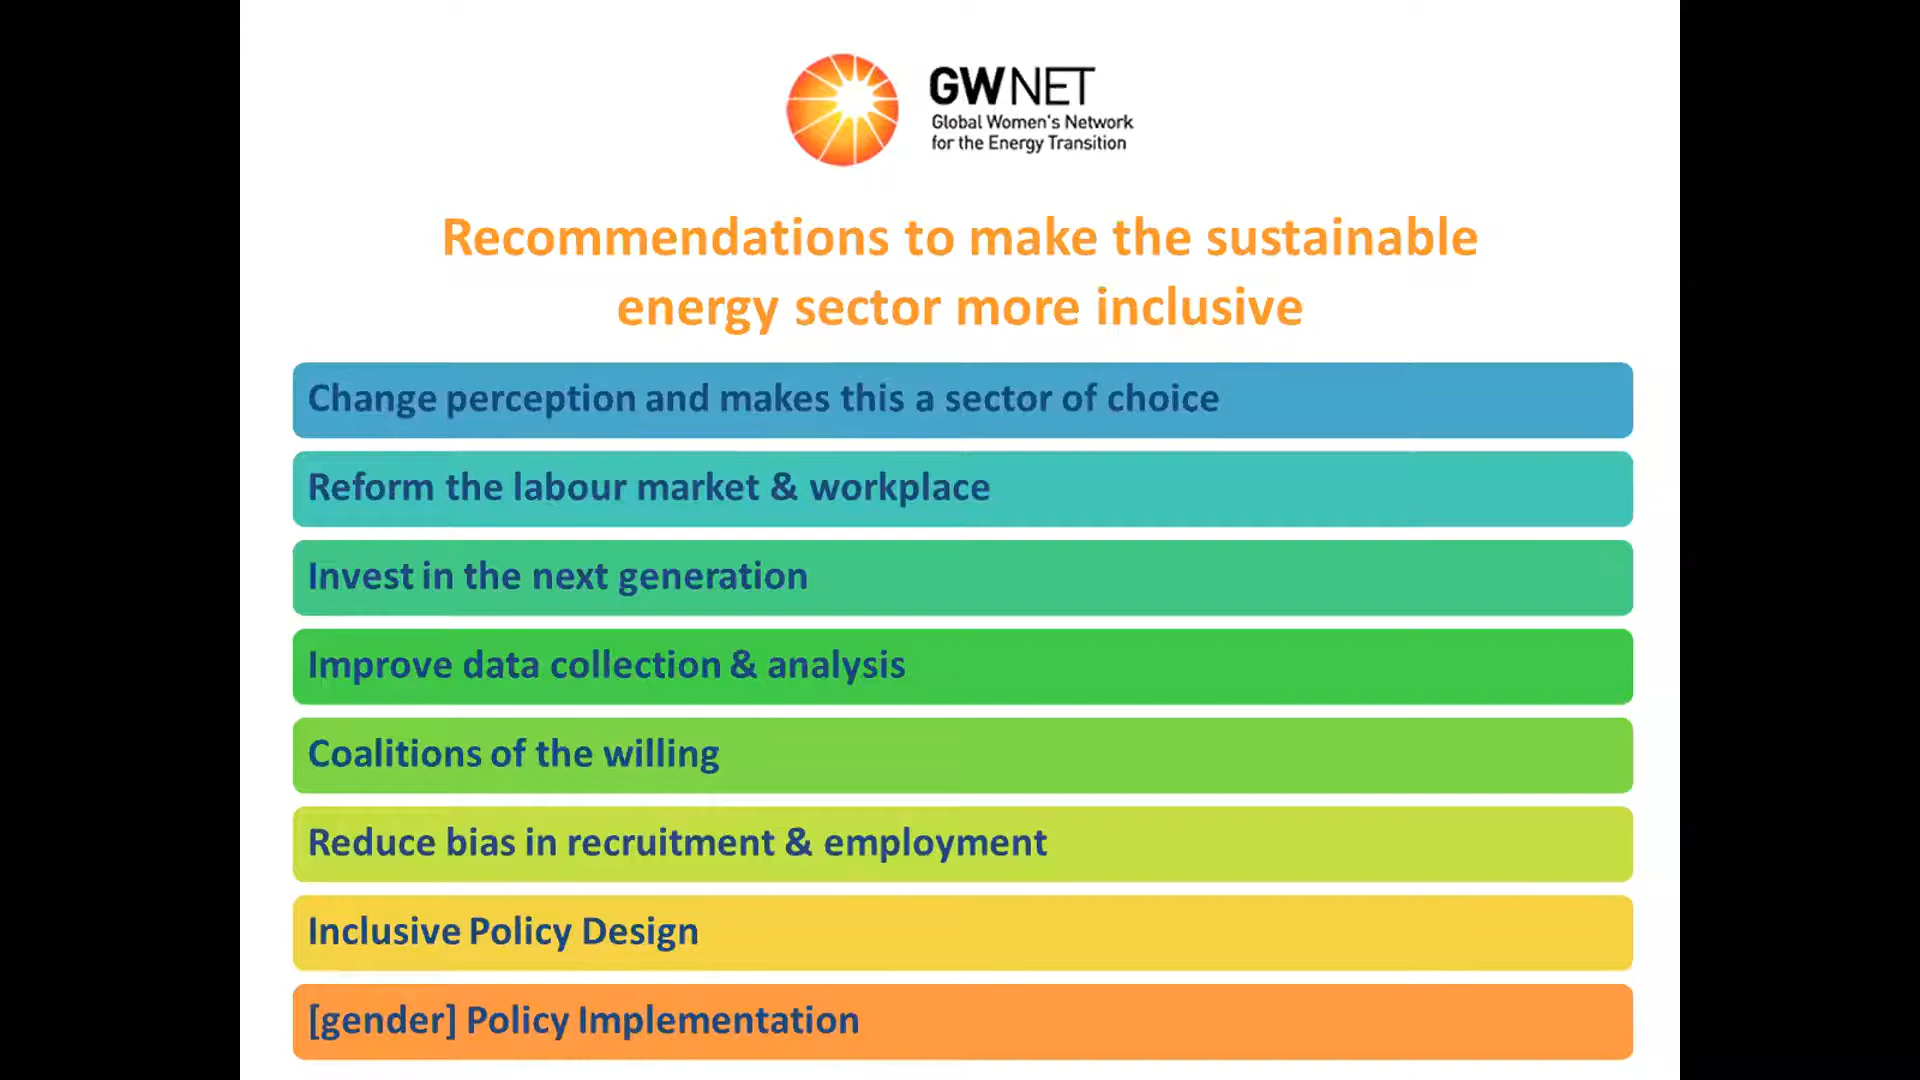 GWNET
Global Women's Network
for the Energy Transition
Recommendations to make the sustainable
energy sector more inclusive
Change perception and makes this a sector of choice
Reform the labour market & workplace
Invest in the next generation
Improve data collection & analysis
Coalitions of the willing
Reduce bias in recruitment & employment
Inclusive Policy Design
[gender] Policy Implementation